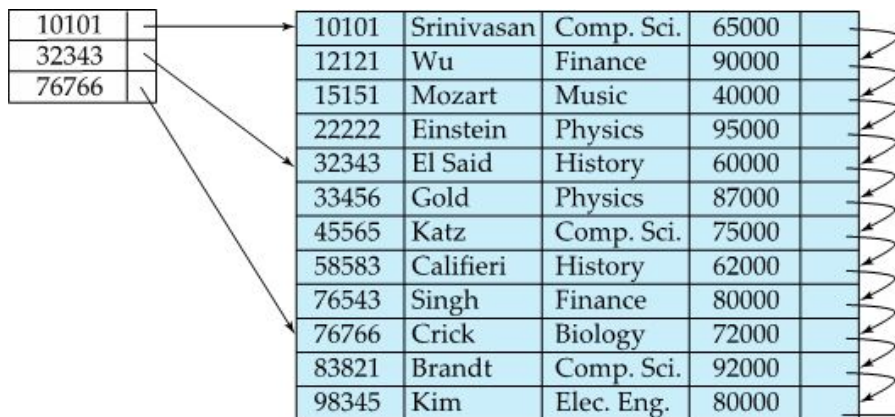 10101
32343
76766
10101 Srinivasan Comp. Sci. 65000
12121 Wu Finance 90000
15151 Mozart Music 40000
22222 Einstein Physics 95000
32343 El Said History 60000
33456 Gold Physics 87000
45565 Katz Comp. Sci. 75000
58583 Califieri History 62000
76543 Singh Finance 80000
76766 Crick Biology 72000
83821 Brandt Comp. Sci. 92000
98345 Kim Elec. Eng. 80000